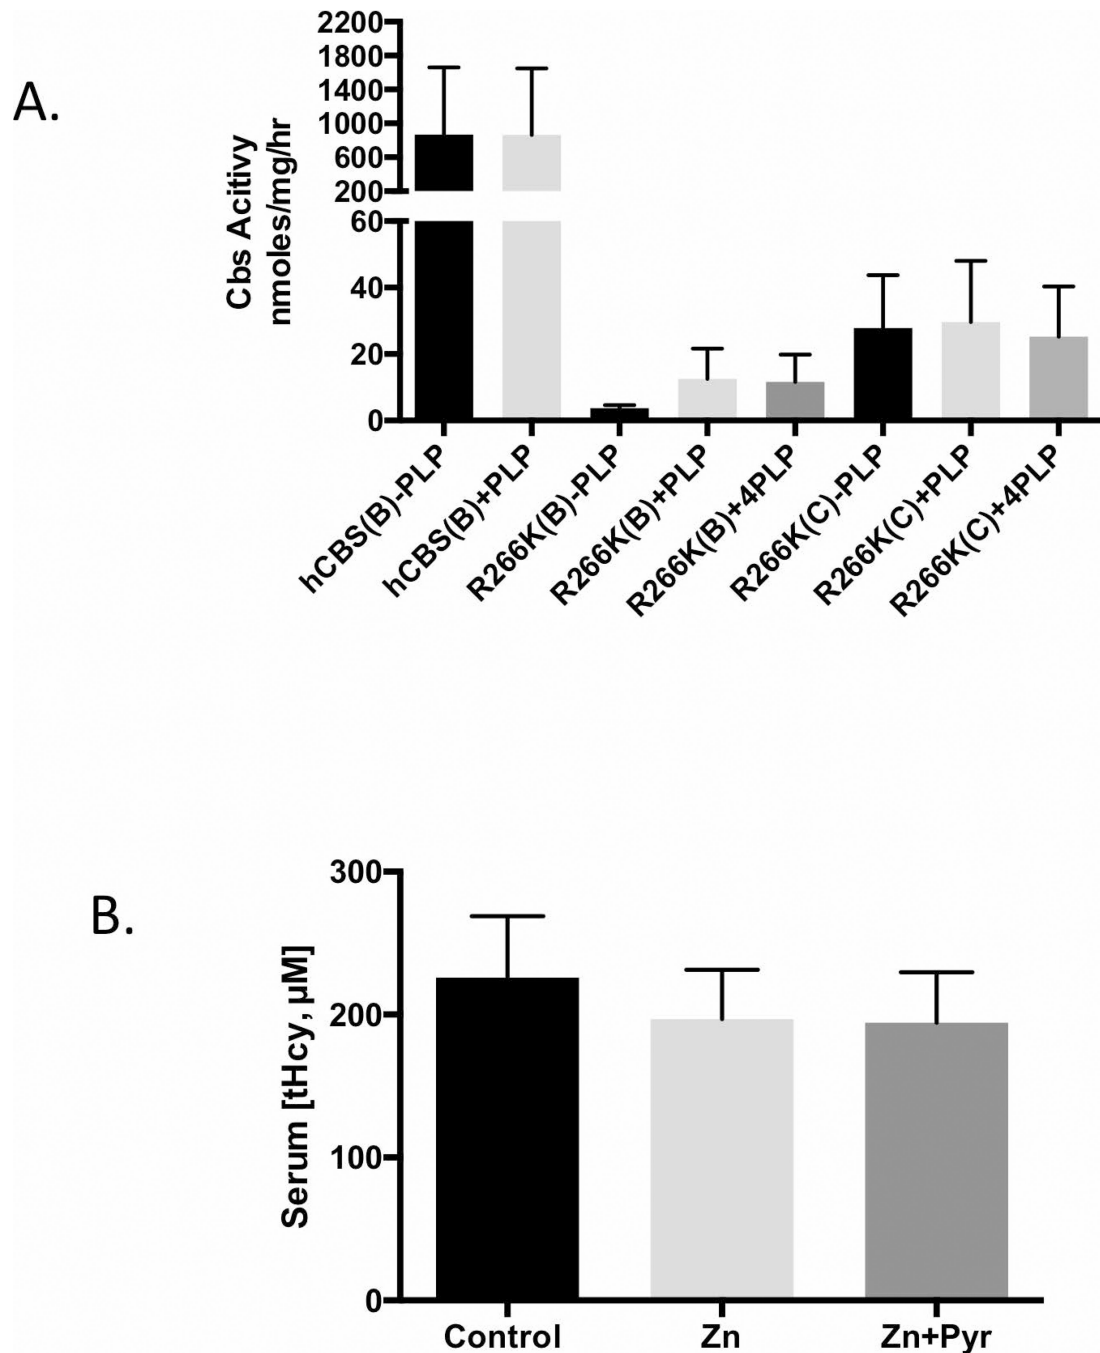 A.
Cbs Acitivy
nmoles/mg/hr
2200
1800
1400
1000
600
200
60
40
20
0
hCBS(B)-PLP
hCBS(B)+PLP
R266K(B)-PLP
R266K(B)+PLP
R266K(B)+4PLP
R266K(C)-PLP
R266K(C)+PLP
R266K(C)+4PLP
B.
Serum [tHcy, µM]
300
200
100
0
Control
Zn
Zn+Pyr